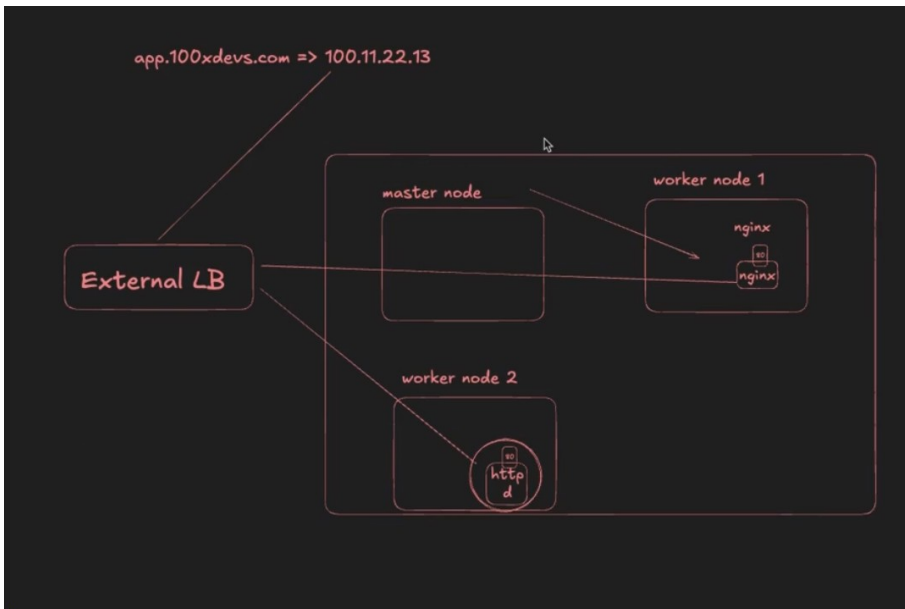 app.100xdevs.com => 100.11.22.13
External LB
master node
worker node 1
nginx
80
nginx
worker node 2
80
http
d